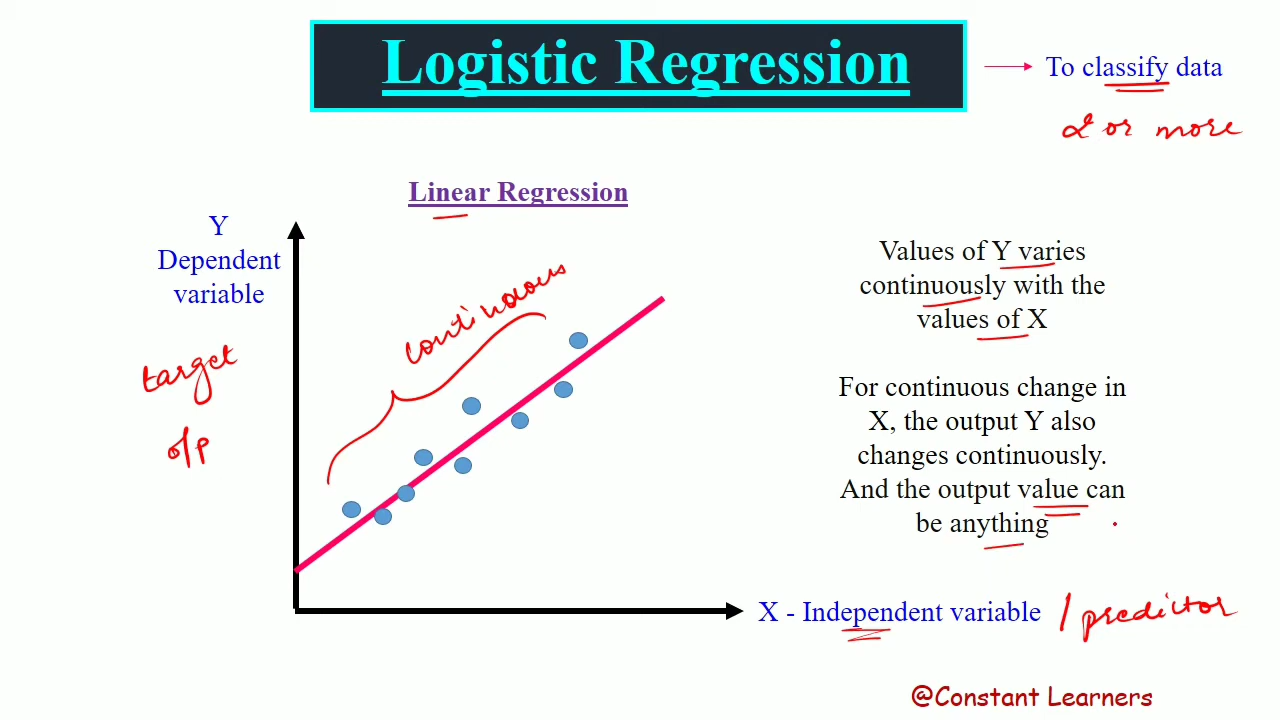 Logistic Regression
To classify data
2 or more
Linear Regression
Y
Dependent
variable
target
o/p
continuous
Values of Y varies
continuously with the
values of X
For continuous change in
X, the output Y also
changes continuously.
And the output value can
be anything
X - Independent variable / predictor
@Constant Learners